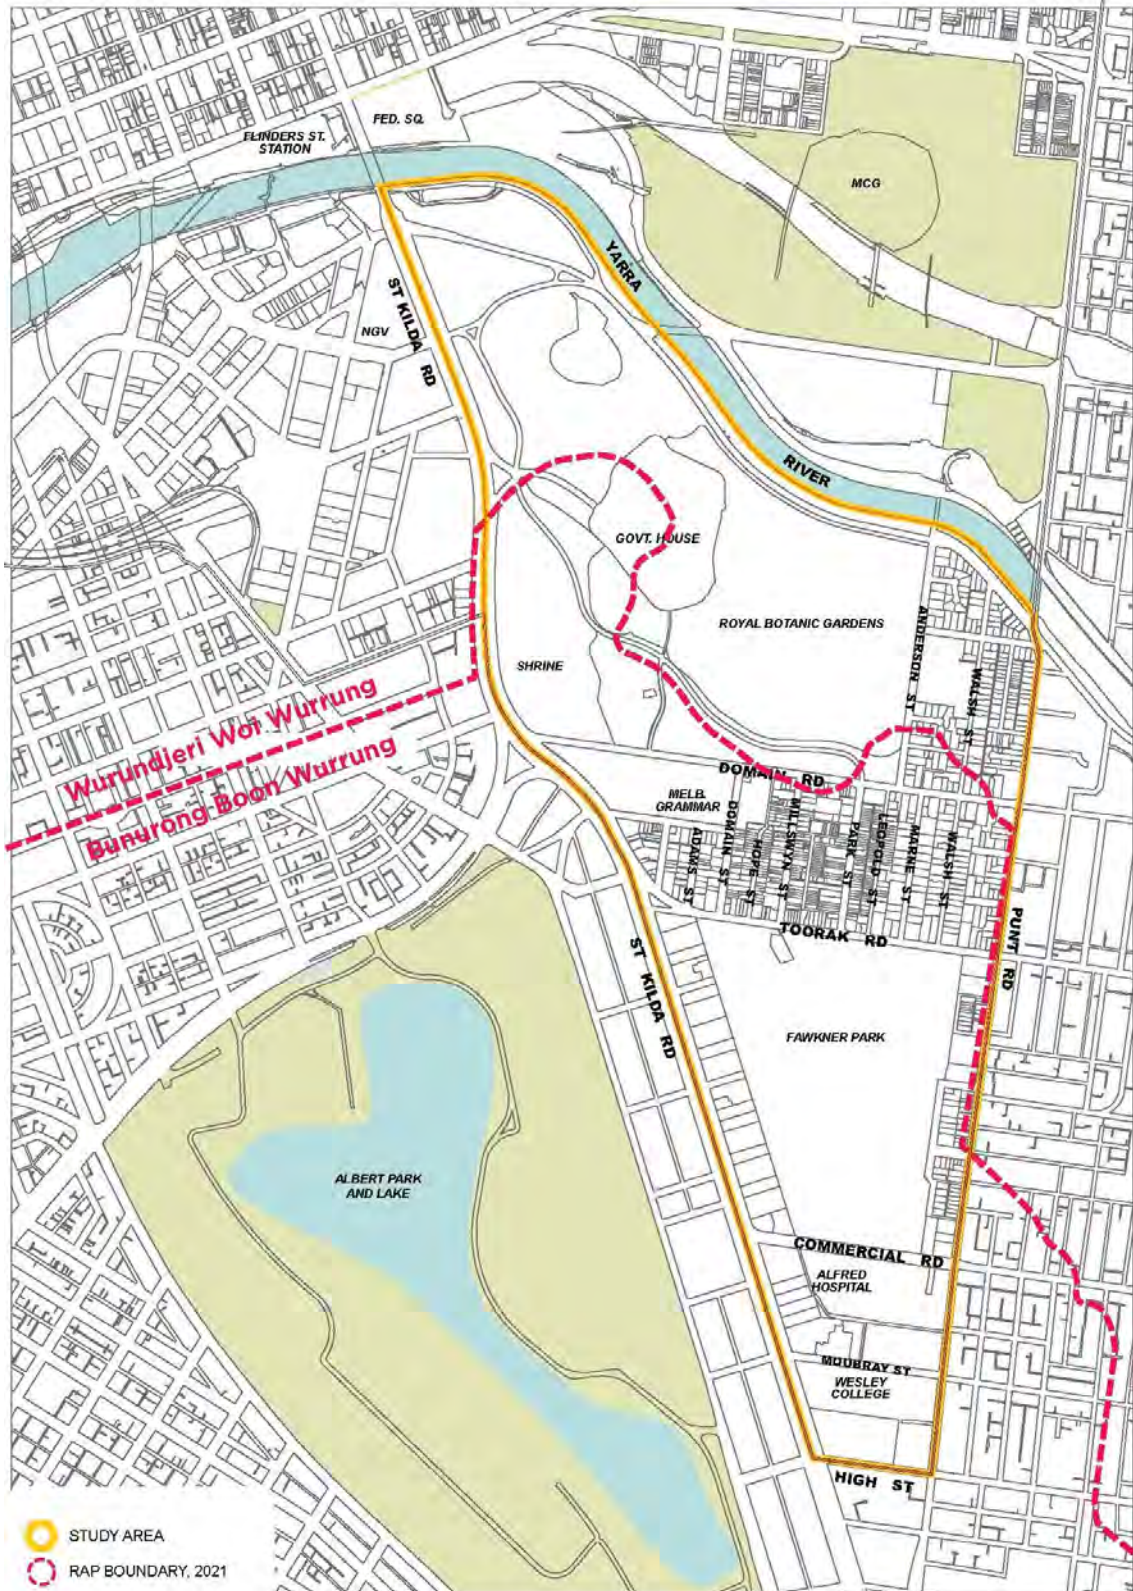 FED. SQ.
FLINDERS ST.
STATION
MCG
YARRA
ST KILDA RD
NGV
RIVER
GOVT. HOUSE
ROYAL BOTANIC GARDENS
ANDERSON ST
WALSH ST
SHRINE
Wurundjeri Woi Wurrung
Bunurong Boon Wurrung
DOMAIN RD
MELB.
GRAMMAR
ADAMS ST
DOMAIN ST
HOPE ST
MILLSWYN ST
PARK ST
LEOPOLD ST
MARNE ST
WALSH ST
PUNT RD
TOORAK RD
ST KILDA RD
FAWKNER PARK
ALBERT PARK
AND LAKE
COMMERCIAL RD
ALFRED
HOSPITAL
MOUBRAY ST
WESLEY
COLLEGE
HIGH ST
STUDY AREA
RAP BOUNDARY, 2021